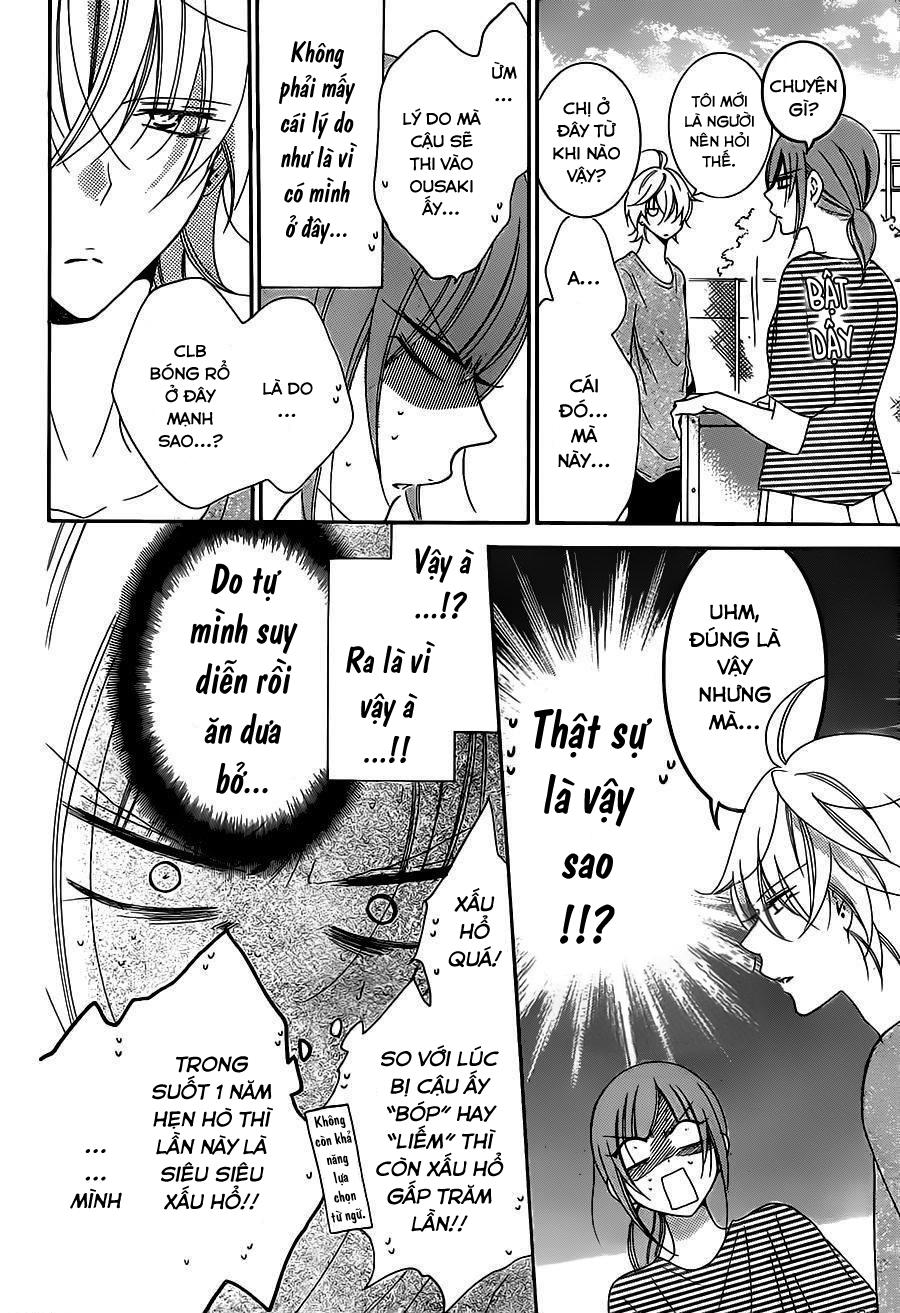 CHUYỆN
GÌ?
TÔI MỚI
LÀ NGƯỜI
NÊN HỎI
THẾ.
CHỊ Ở
ĐÂY TỪ
KHI NÀO
VẬY?
BẬT
DẬY
A...
CÁI
ĐÓ... MÀ
NÀY...
ỪM
...
LÝ DO MÀ
CẬU SẼ
THI VÀO
OUSAKI
ẤY...
Không
phải mấy
cái lý do
như là vì
có mình
ở đây...
LÀ DO
...
CLB
BÓNG RỔ
Ở ĐÂY
MẠNH
SAO...?
UHM,
ĐÚNG LÀ
VẬY
NHƯNG
MÀ...
Thật sự
là vậy
sao
!!?
Vậy à
...!?
Ra là vì
vậy à
...!!
Do tự
mình suy
diễn rồi
ăn dưa
bở...
XẤU
HỔ
QUÁ!
SO VỚI LÚC
BỊ CẬU ẤY
“BÓP” HAY
“LIẾM” THÌ
CÒN XẤU HỔ
GẤP TRĂM
LẦN!!
Không
còn khả
năng
lựa
chọn
từ ngữ.
TRONG
SUỐT 1 NĂM
HẸN HÒ THÌ
LẦN NÀY LÀ
SIÊU SIÊU
XẤU HỔ!!
...
...
MÌNH